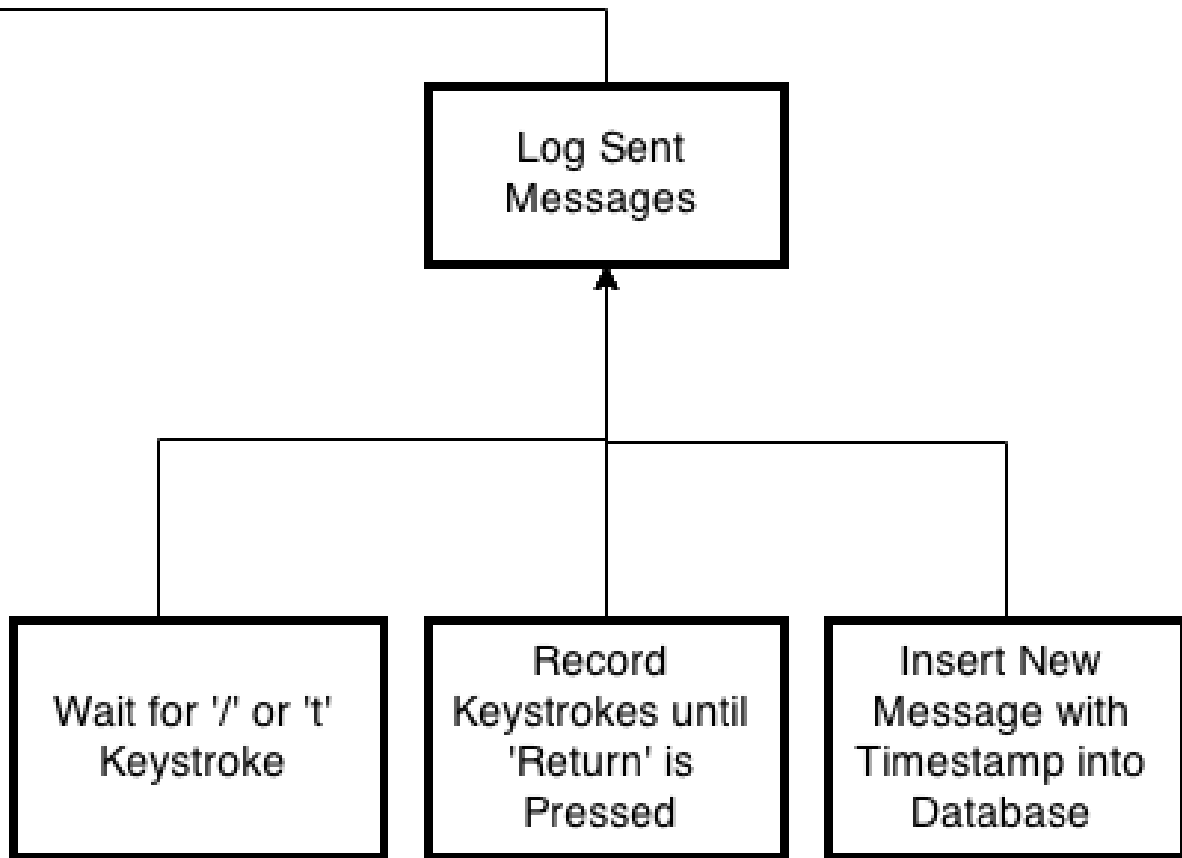 Log Sent
Messages
Wait for '/' or 't'
Keystroke
Record
Keystrokes until
'Return' is
Pressed
Insert New
Message with
Timestamp into
Database